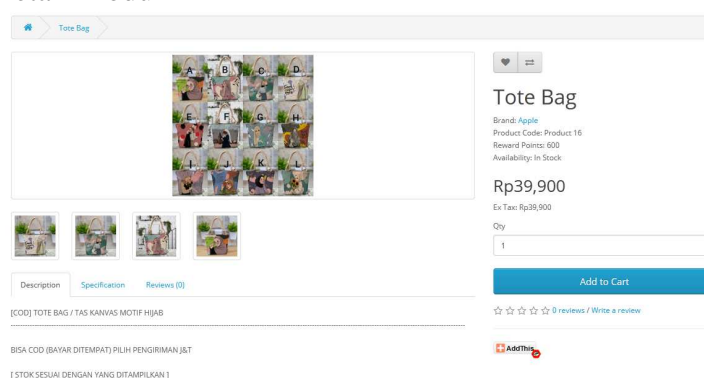 Tote Bag
A B C D
E F G H
I J K L
Description Specification Reviews (0)
[COD] TOTE BAG / TAS KANVAS MOTIF HIJAB
BISA COD (BAYAR DITEMPAT) PILIH PENGIRIMAN J&T
[ STOK SESUAI DENGAN YANG DITAMPILKAN ]
Tote Bag
Brand: Apple
Product Code: Product 16
Reward Points: 600
Availability: In Stock
Rp39,900
Ex Tax: Rp39,900
Qty
1
Add to Cart
0 reviews / Write a review
AddThis